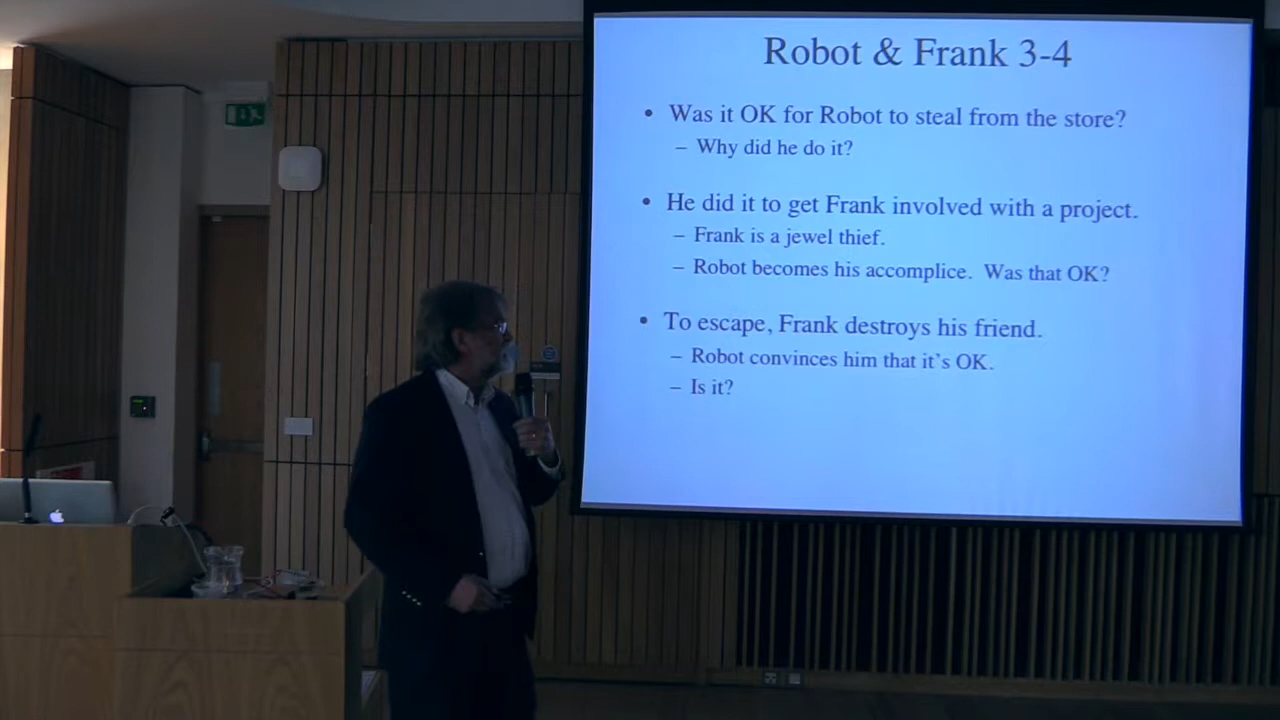 Robot & Frank 3-4
• Was it OK for Robot to steal from the store?
– Why did he do it?
• He did it to get Frank involved with a project.
– Frank is a jewel thief.
– Robot becomes his accomplice. Was that OK?
• To escape, Frank destroys his friend.
– Robot convinces him that it's OK.
– Is it?